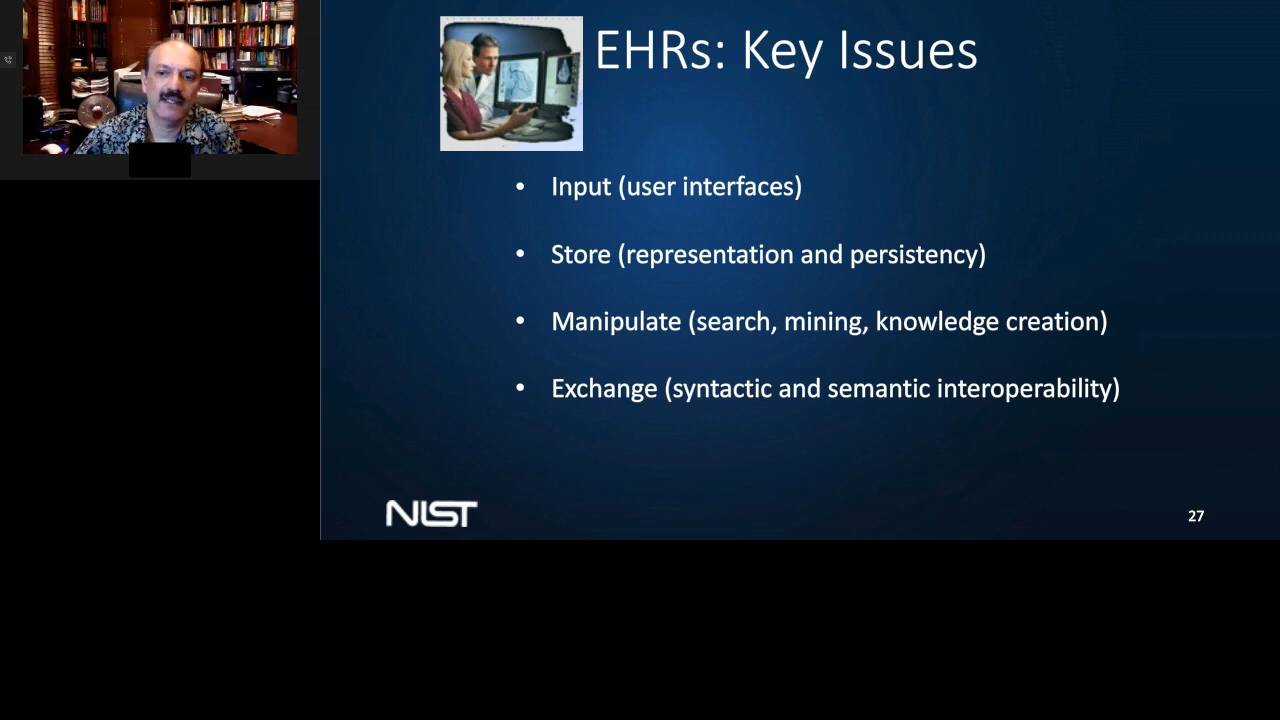 EHRs: Key Issues
• Input (user interfaces)
• Store (representation and persistency)
• Manipulate (search, mining, knowledge creation)
• Exchange (syntactic and semantic interoperability)
NIST
27